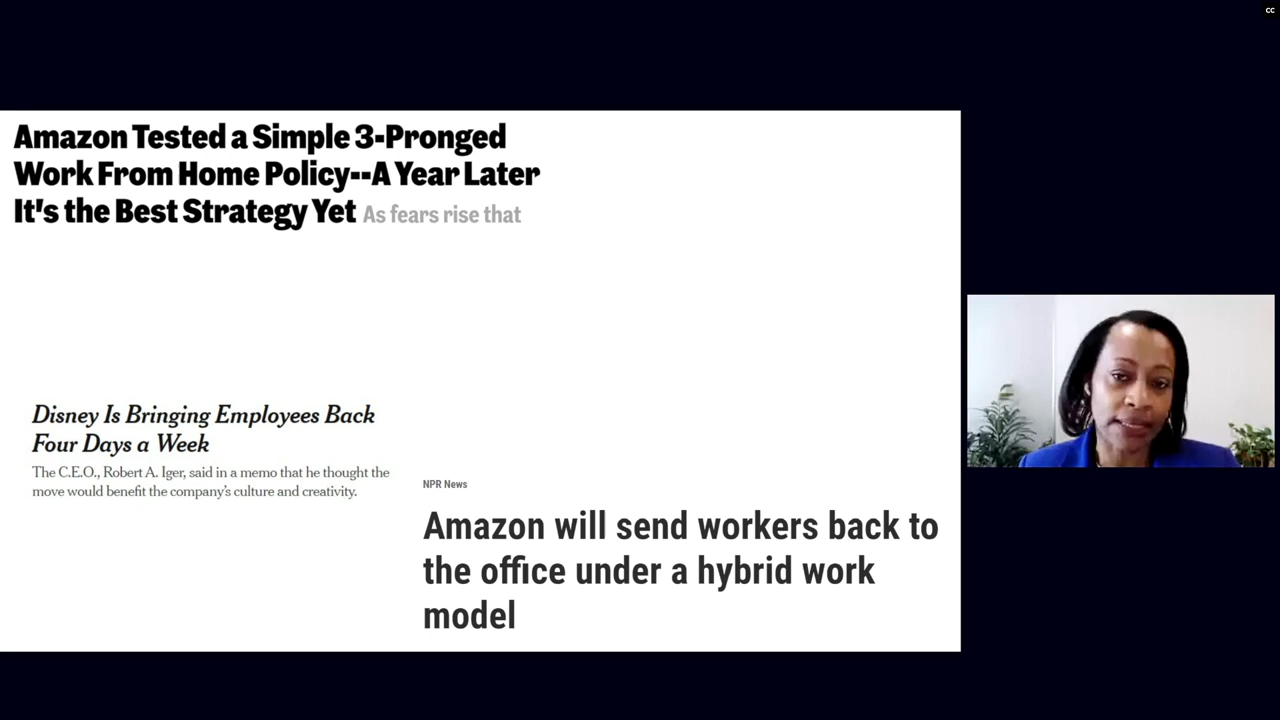 CC
Amazon Tested a Simple 3-Pronged
Work From Home Policy--A Year Later
It's the Best Strategy Yet As fears rise that
Disney Is Bringing Employees Back
Four Days a Week
The C.E.O., Robert A. Iger, said in a memo that he thought the
move would benefit the company's culture and creativity.
NPR News
Amazon will send workers back to
the office under a hybrid work
model